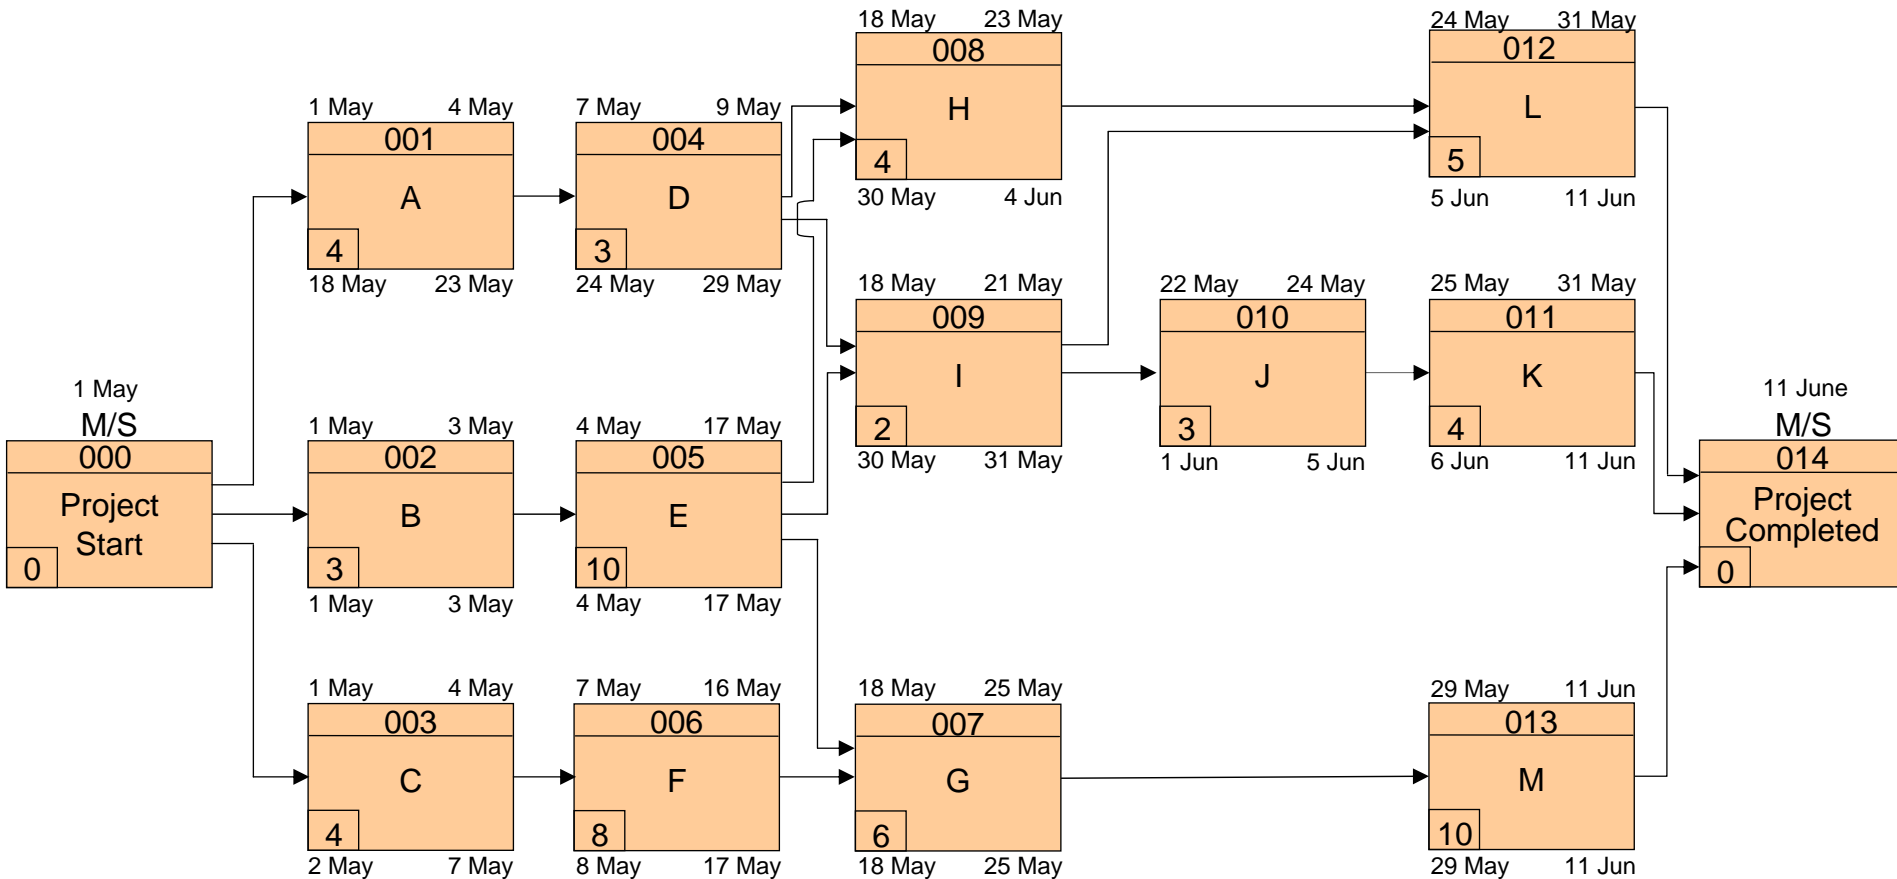 1 May
M/S
000
Project
Start
0
1 May 4 May
001
A
4
18 May 23 May
7 May 9 May
004
D
3
24 May 29 May
18 May 23 May
008
H
4
30 May 4 Jun
24 May 31 May
012
L
5
5 Jun 11 Jun
1 May 3 May
002
B
3
1 May 3 May
4 May 17 May
005
E
10
4 May 17 May
18 May 21 May
009
I
2
30 May 31 May
22 May 24 May
010
J
3
1 Jun 5 Jun
25 May 31 May
011
K
4
6 Jun 11 Jun
1 May 4 May
003
C
4
2 May 7 May
7 May 16 May
006
F
8
8 May 17 May
18 May 25 May
007
G
6
18 May 25 May
29 May 11 Jun
013
M
10
29 May 11 Jun
11 June
M/S
014
Project
Completed
0